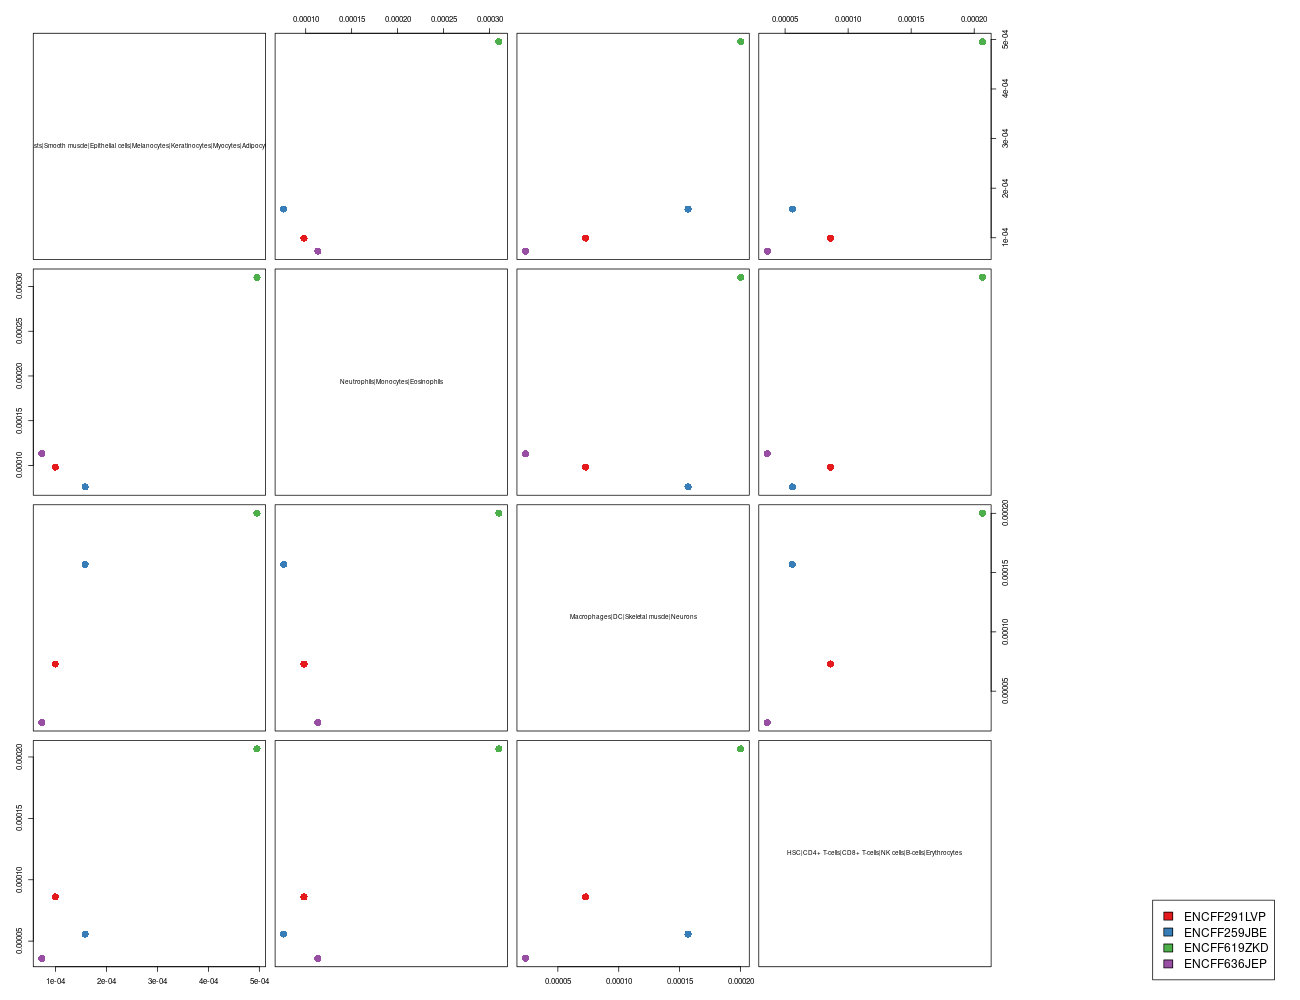 0.00010 0.00015 0.00020 0.00025 0.00030
0.00005 0.00010 0.00015 0.00020
sts|Smooth muscle|Epithelial cells|Melanocytes|Keratinocytes|Myocytes|Adipocy
1e-04 2e-04 3e-04 4e-04 5e-04
0.00010 0.00015 0.00020 0.00025 0.00030
Neutrophils|Monocytes|Eosinophils
Macrophages|DC|Skeletal muscle|Neurons
0.00005 0.00010 0.00015 0.00020
0.00005 0.00010 0.00015 0.00020
HSC|CD4+ T-cells|CD8+ T-cells|NK cells|B-cells|Erythrocytes
1e-04 2e-04 3e-04 4e-04 5e-04
0.00005 0.00010 0.00015 0.00020
ENCFF291LVP
ENCFF259JBE
ENCFF619ZKD
ENCFF636JEP